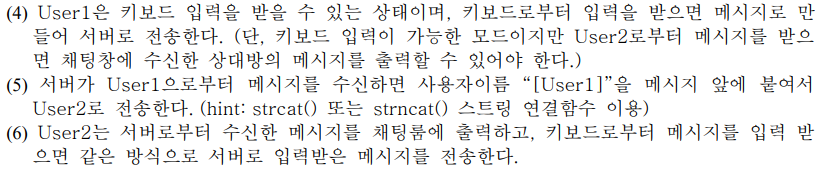 (4) User1은 키보드 입력을 받을 수 있는 상태이며, 키보드로부터 입력을 받으면 메시지로 만
들어 서버로 전송한다. (단, 키보드 입력이 가능한 모드이지만 User2로부터 메시지를 받으
면 채팅창에 수신한 상대방의 메시지를 출력할 수 있어야 한다.)
(5) 서버가 User1으로부터 메시지를 수신하면 사용자이름 “[User1]”을 메시지 앞에 붙여서
User2로 전송한다. (hint: strcat() 또는 strncat() 스트링 연결함수 이용)
(6) User2는 서버로부터 수신한 메시지를 채팅룸에 출력하고, 키보드로부터 메시지를 입력 받
으면 같은 방식으로 서버로 입력받은 메시지를 전송한다.